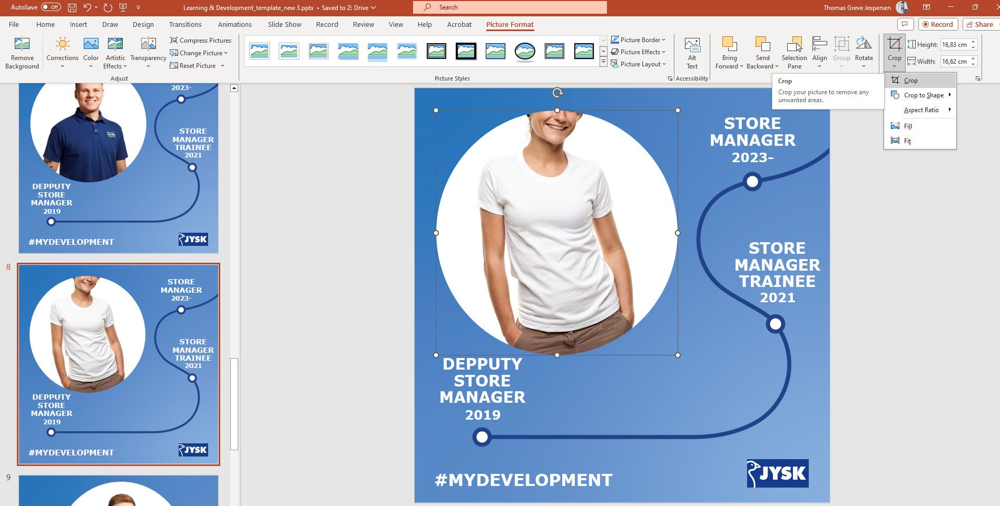 AutoSave Off
Learning & Development_template_new 3.pptx • Saved to Z: Drive
Search
Thomas Greve Jespersen
File Home Insert Draw Design Transitions Animations Slide Show Record Review View Help Acrobat Picture Format
Record Share
Remove Background
Corrections
Color
Artistic Effects
Transparency
Compress Pictures
Change Picture
Reset Picture
Adjust
Picture Styles
Picture Border
Picture Effects
Picture Layout
Alt Text
Accessibility
Bring Forward
Send Backward
Selection Pane
Align
Group
Rotate
Crop
Height: 16,83 cm
Width: 16,62 cm
Crop
Crop your picture to remove any
unwanted areas.
Crop
Crop to Shape
Aspect Ratio
Fill
Fit
2023-
STORE
MANAGER
TRAINEE
2021
DEPPUTY
STORE
MANAGER
2019
#MYDEVELOPMENT
JYSK
8
STORE
MANAGER
2023-
STORE
MANAGER
TRAINEE
2021
DEPPUTY
STORE
MANAGER
2019
#MYDEVELOPMENT
JYSK
9
STORE
MANAGER
2023-
STORE
MANAGER
TRAINEE
2021
DEPPUTY
STORE
MANAGER
2019
#MYDEVELOPMENT
JYSK